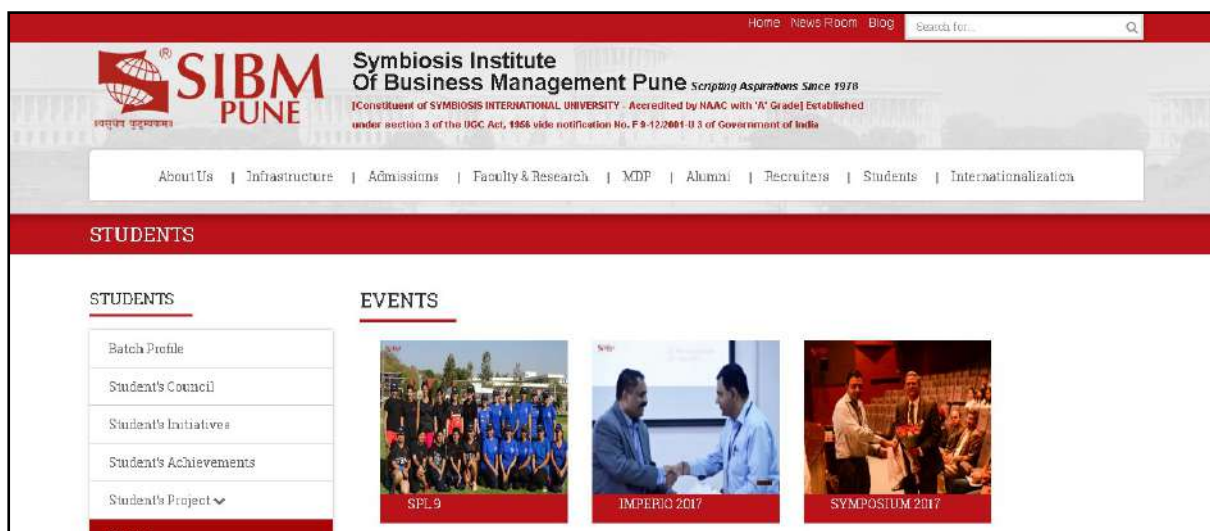 Home News Room Blog Search for...
®
SIBM
PUNE
वसुधैव कुटुम्बकम्
Symbiosis Institute
Of Business Management Pune Scripting Aspirations Since 1978
[Constituent of SYMBIOSIS INTERNATIONAL UNIVERSITY - Accredited by NAAC with 'A' Grade] Established
under section 3 of the UGC Act, 1956 vide notification No. F 9-12/2001-U 3 of Government of India
About Us | Infrastructure | Admissions | Faculty & Research | MDP | Alumni | Recruiters | Students | Internationalization
STUDENTS
STUDENTS
Batch Profile
Student's Council
Student's Initiatives
Student's Achievements
Student's Project
EVENTS
SPL 9
IMPERIO 2017
SYMPOSIUM 2017